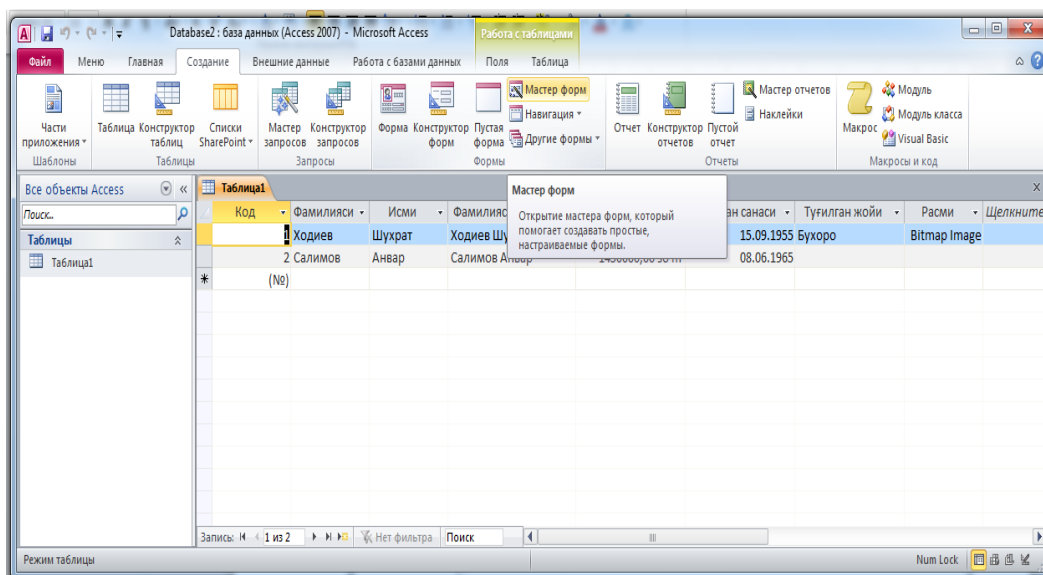 Database2 : база данных (Access 2007) - Microsoft Access
Работа с таблицами
Файл Меню Главная Создание Внешние данные Работа с базами данных Поля Таблица
Части приложения
Шаблоны
Таблица
Конструктор таблиц
Списки SharePoint
Таблицы
Мастер запросов
Конструктор запросов
Запросы
Форма
Конструктор форм
Пустая форма
Мастер форм
Навигация
Другие формы
Формы
Отчет
Конструктор отчетов
Пустой отчет
Мастер отчетов
Наклейки
Отчеты
Макрос
Модуль
Модуль класса
Visual Basic
Макросы и код
Все объекты Access
Поиск...
Таблицы
Таблица1
Таблица1
Код Фамилияси Исми Фамилияс ан санаси Туғилган жойи Расми Щелкните
1 Ходиев Шухрат Ходиев Шу 15.09.1955 Бухоро Bitmap Image
2 Салимов Анвар Салимов Анвар 08.06.1965
(№)
Мастер форм
Открытие мастера форм, который
помогает создавать простые,
настраиваемые формы.
Запись: 1 из 2 Нет фильтра Поиск
Режим таблицы Num Lock